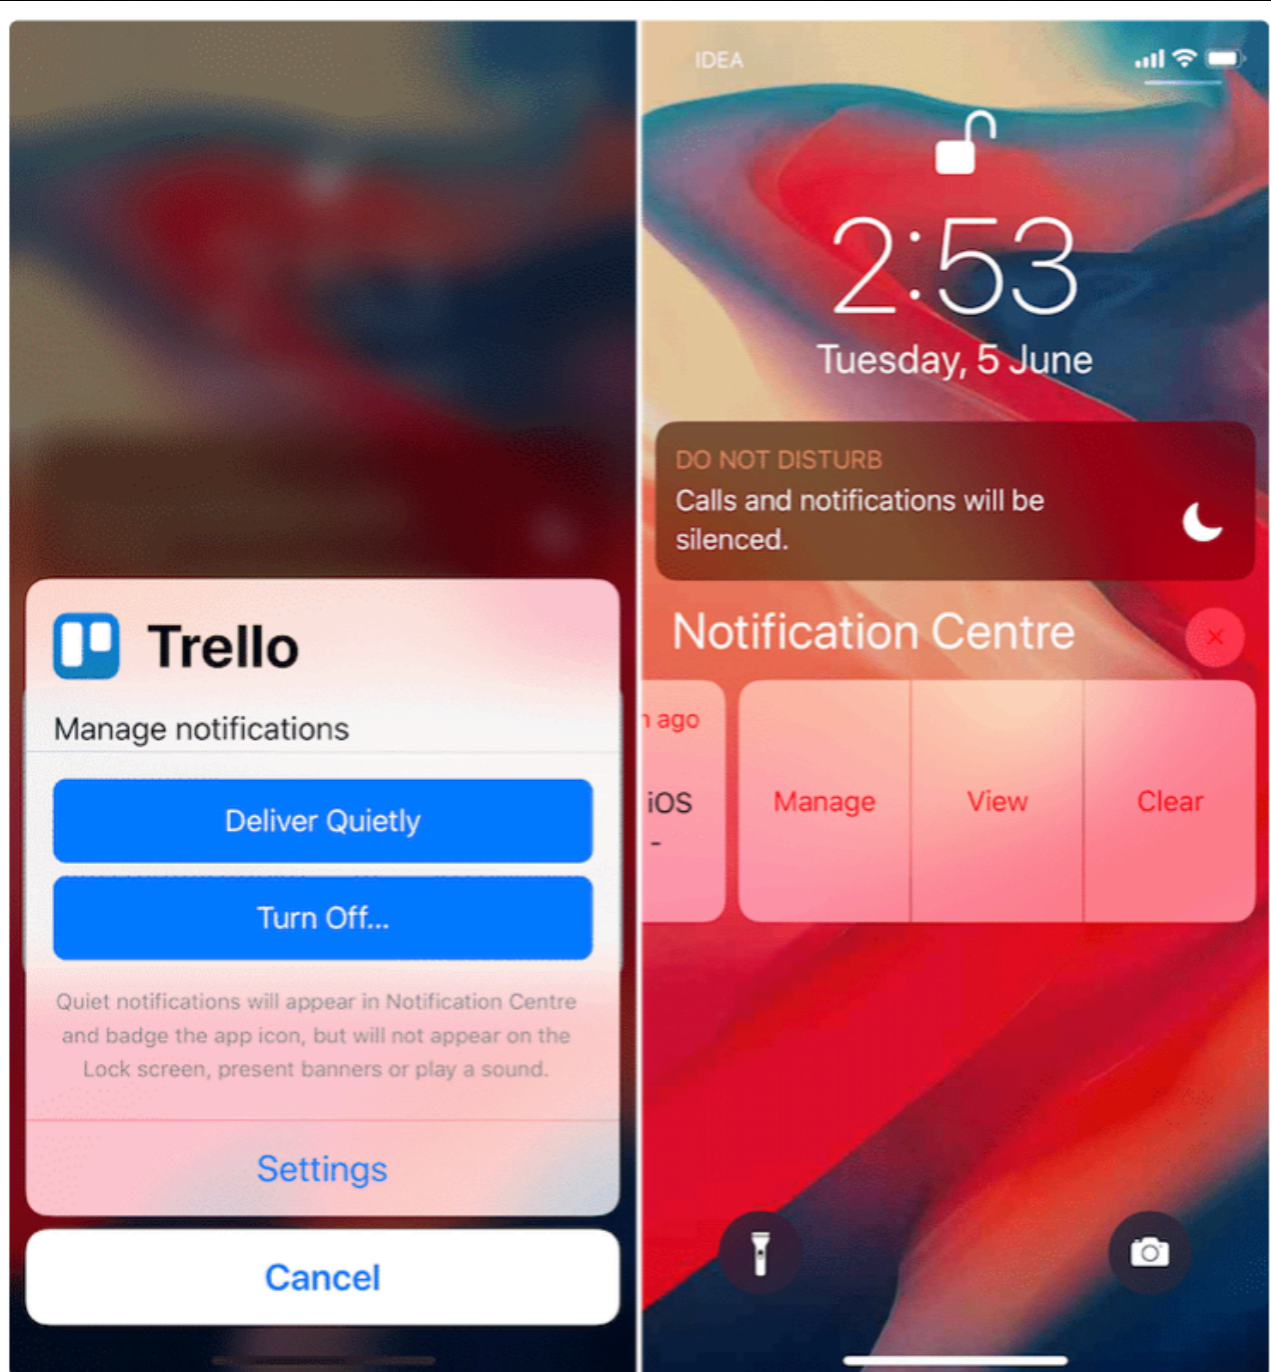 Trello
Manage notifications
Deliver Quietly
Turn Off...
Quiet notifications will appear in Notification Centre
and badge the app icon, but will not appear on the
Lock screen, present banners or play a sound.
Settings
Cancel
IDEA
2:53
Tuesday, 5 June
DO NOT DISTURB
Calls and notifications will be
silenced.
Notification Centre
ago
iOS
-
Manage
View
Clear